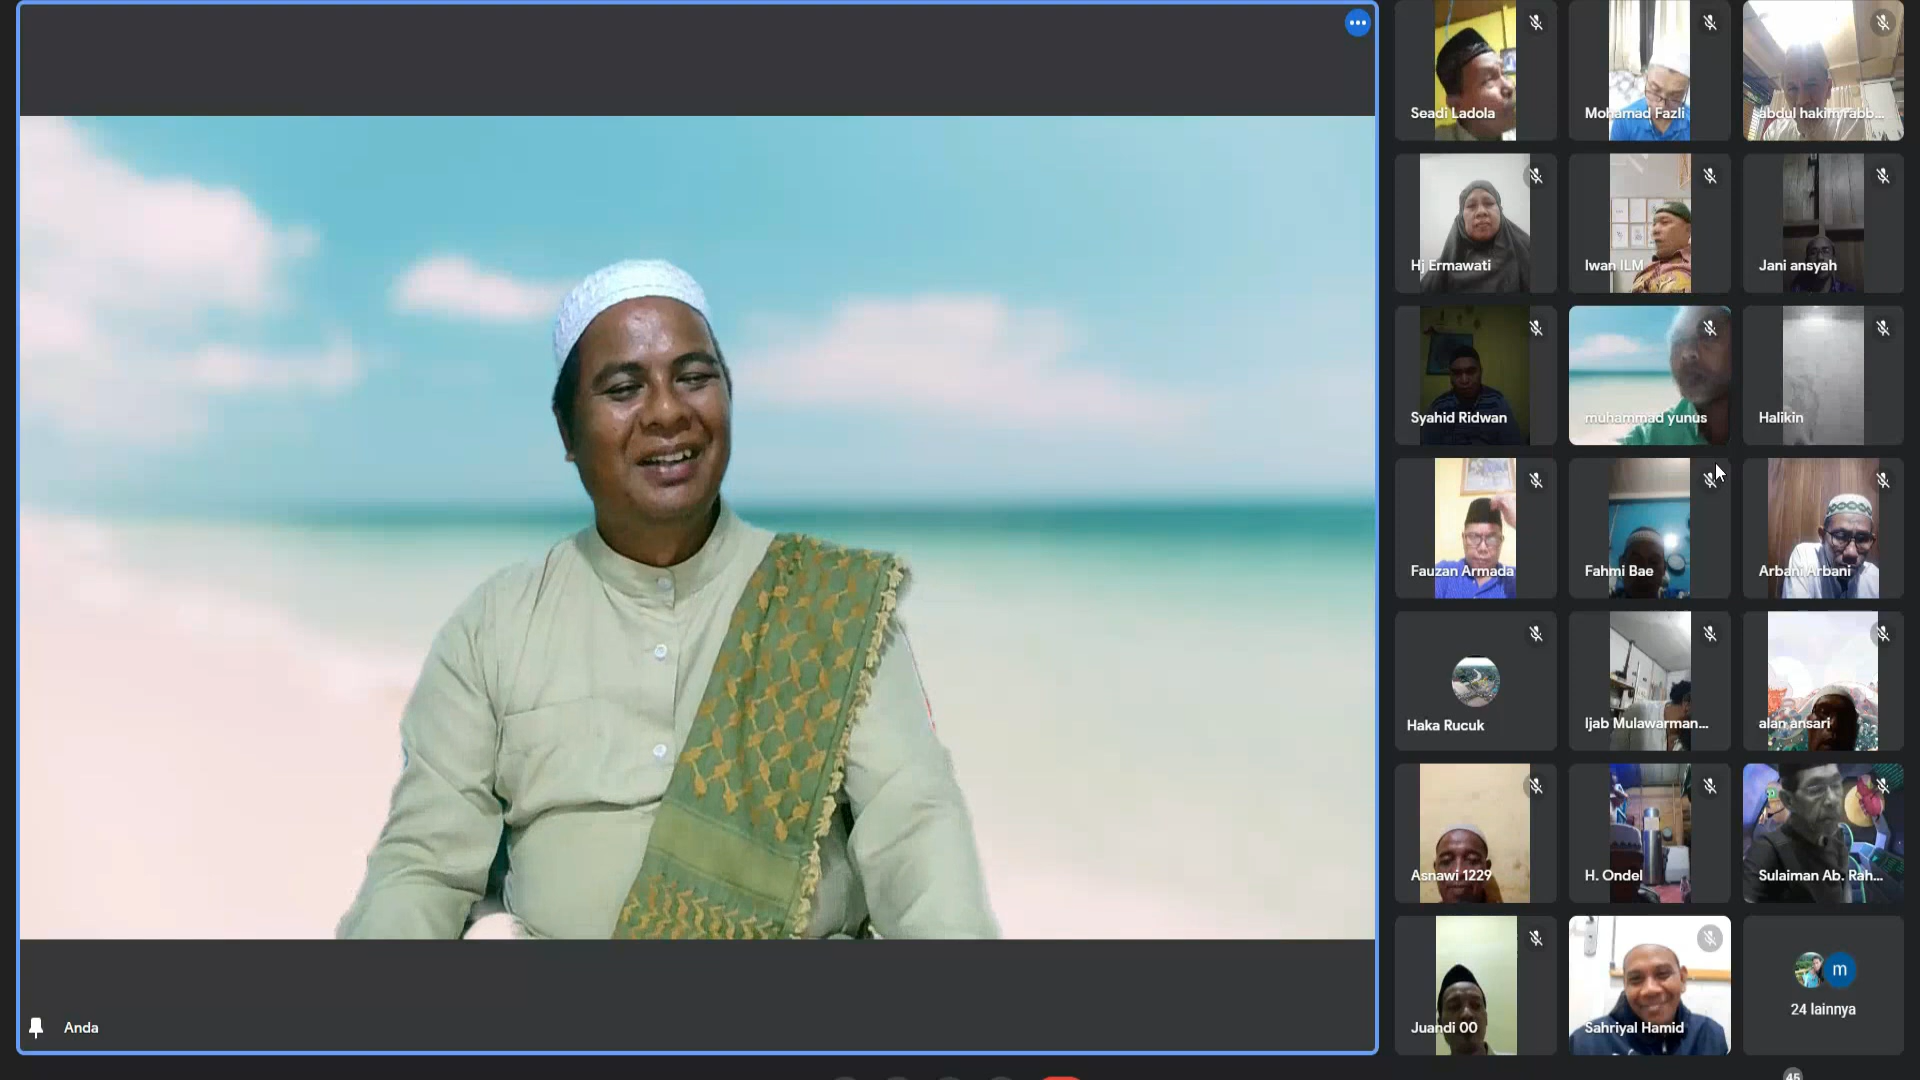 Seadi Ladola
Mohamad Fazli
abdul hakim rabb...
Hj Ermawati
Iwan ILM
Jani ansyah
Syahid Ridwan
muhammad yunus
Halikin
Fauzan Armada
Fahmi Bae
Arbani Arbani
Haka Rucuk
Ijab Mulawarman...
alan ansari
Asnawi 1229
H. Ondel
Sulaiman Ab. Rah...
Juandi 00
Sahriyal Hamid
m
24 lainnya
Anda
45